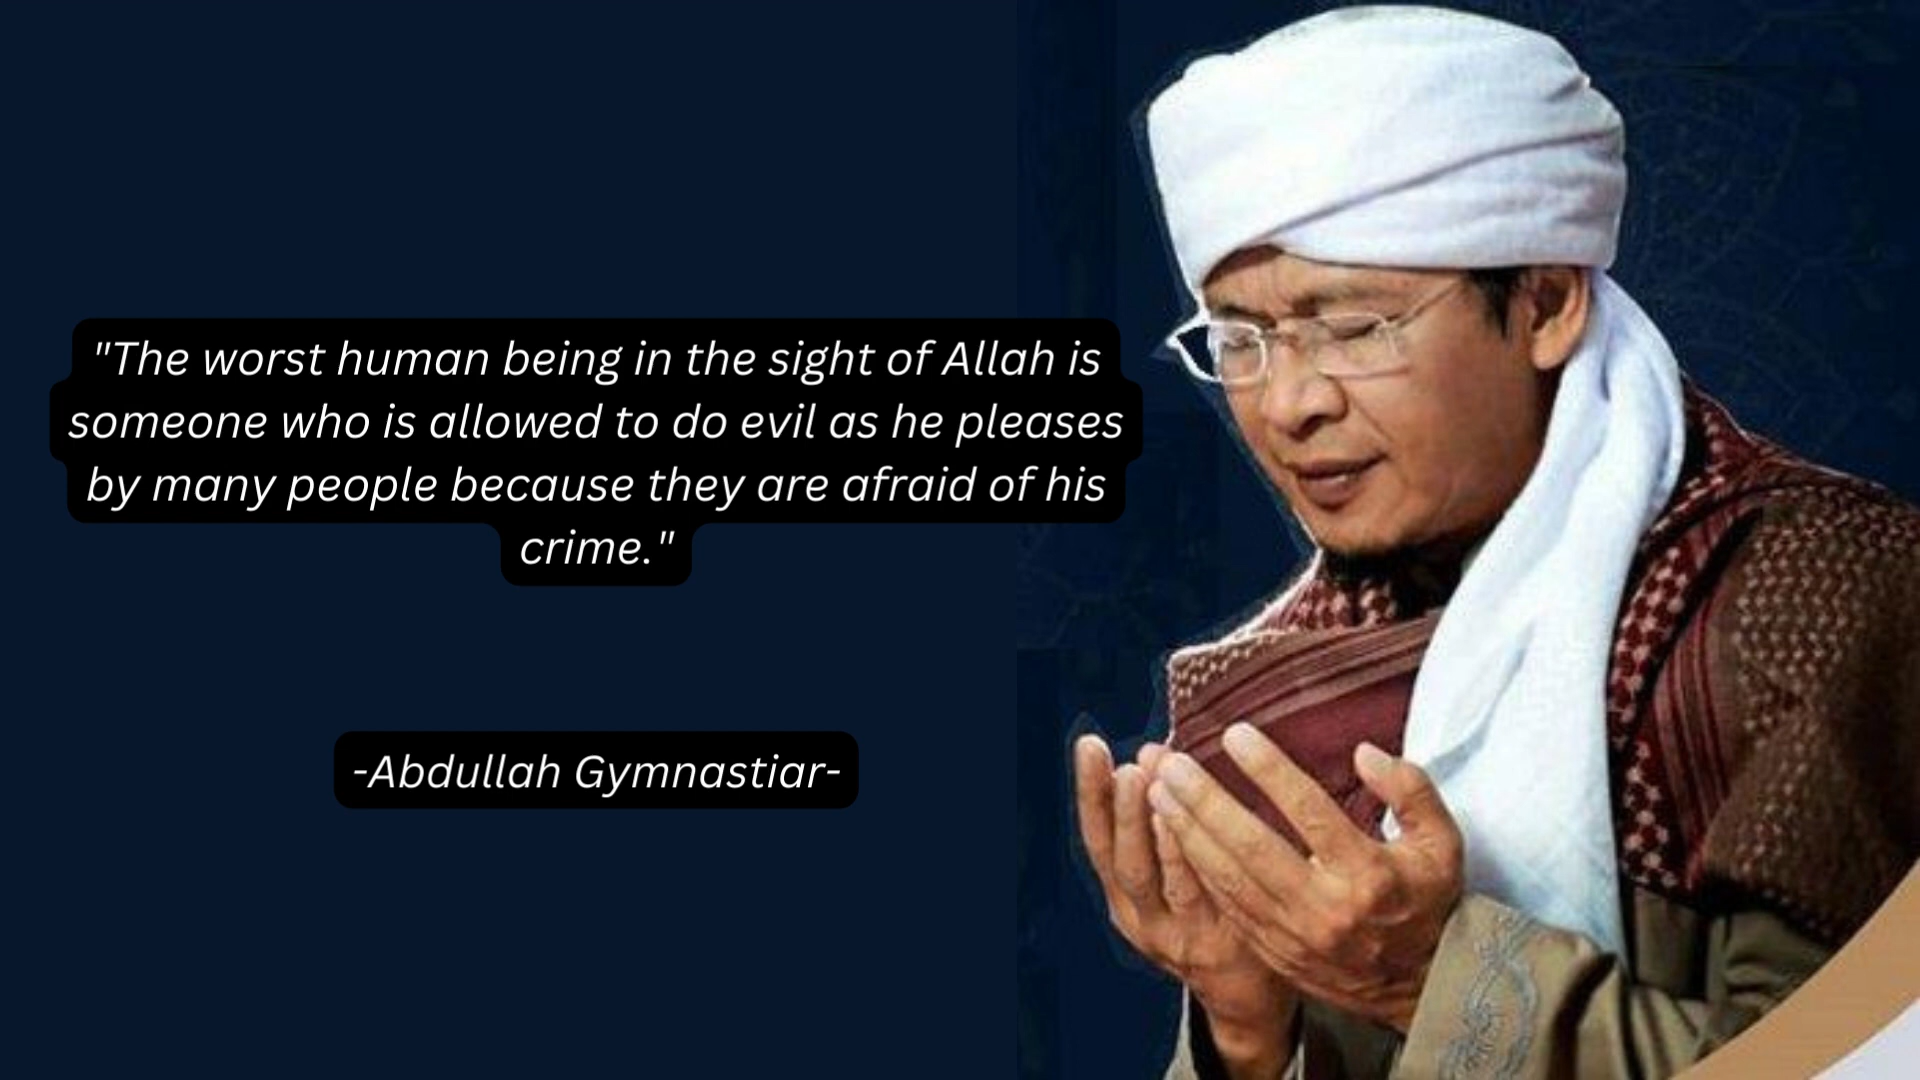 "The worst human being in the sight of Allah is
someone who is allowed to do evil as he pleases
by many people because they are afraid of his
crime."
-Abdullah Gymnastiar-